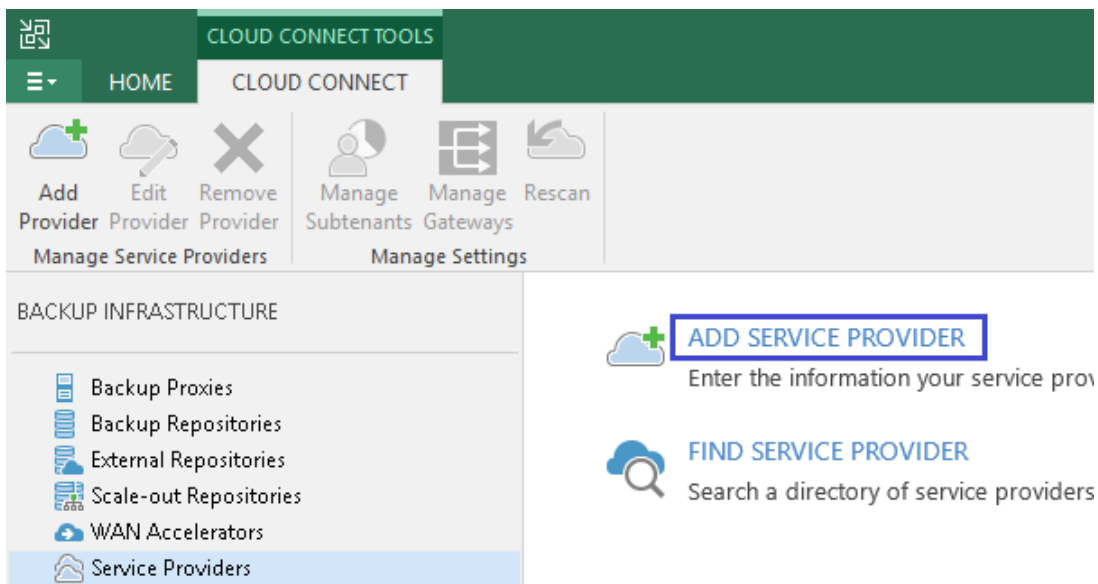 CLOUD CONNECT TOOLS
HOME CLOUD CONNECT
Add Edit Remove Manage Manage Rescan
Provider Provider Provider Subtenants Gateways
Manage Service Providers Manage Settings
BACKUP INFRASTRUCTURE
Backup Proxies
Backup Repositories
External Repositories
Scale-out Repositories
WAN Accelerators
Service Providers
ADD SERVICE PROVIDER
Enter the information your service prov
FIND SERVICE PROVIDER
Search a directory of service providers